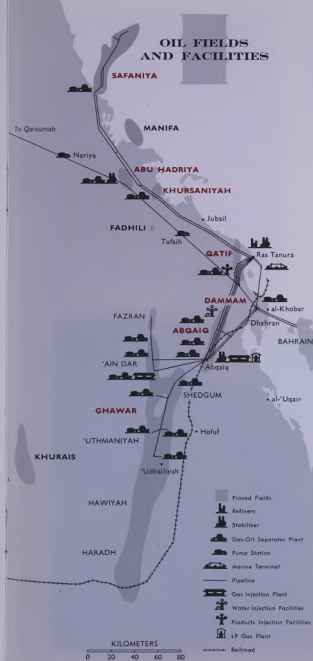 OIL FIELDS
AND FACILITIES
SAFANIYA
To Qaisumah
MANIFA
Nariya
ABU HADRIYA
KHURSANIYAH
Jubail
FADHILI
Tufaih
QATIF
Ras Tanura
DAMMAM
al-Khobar
FAZRAN
Dhahran
ABQAIQ
BAHRAIN
'AIN DAR
Abqaiq
SHEDGUM
al-'Uqair
GHAWAR
'UTHMANIYAH
Hofuf
KHURAIS
'Udhailiyah
HAWIYAH
HARADH
Proved Fields
Refinery
Stabilizer
Gas-Oil Separator Plant
Pump Station
Marine Terminal
Pipeline
Gas Injection Plant
Water Injection Facilities
Products Injection Facilities
LP Gas Plant
Railroad
KILOMETERS
0 20 40 60 80